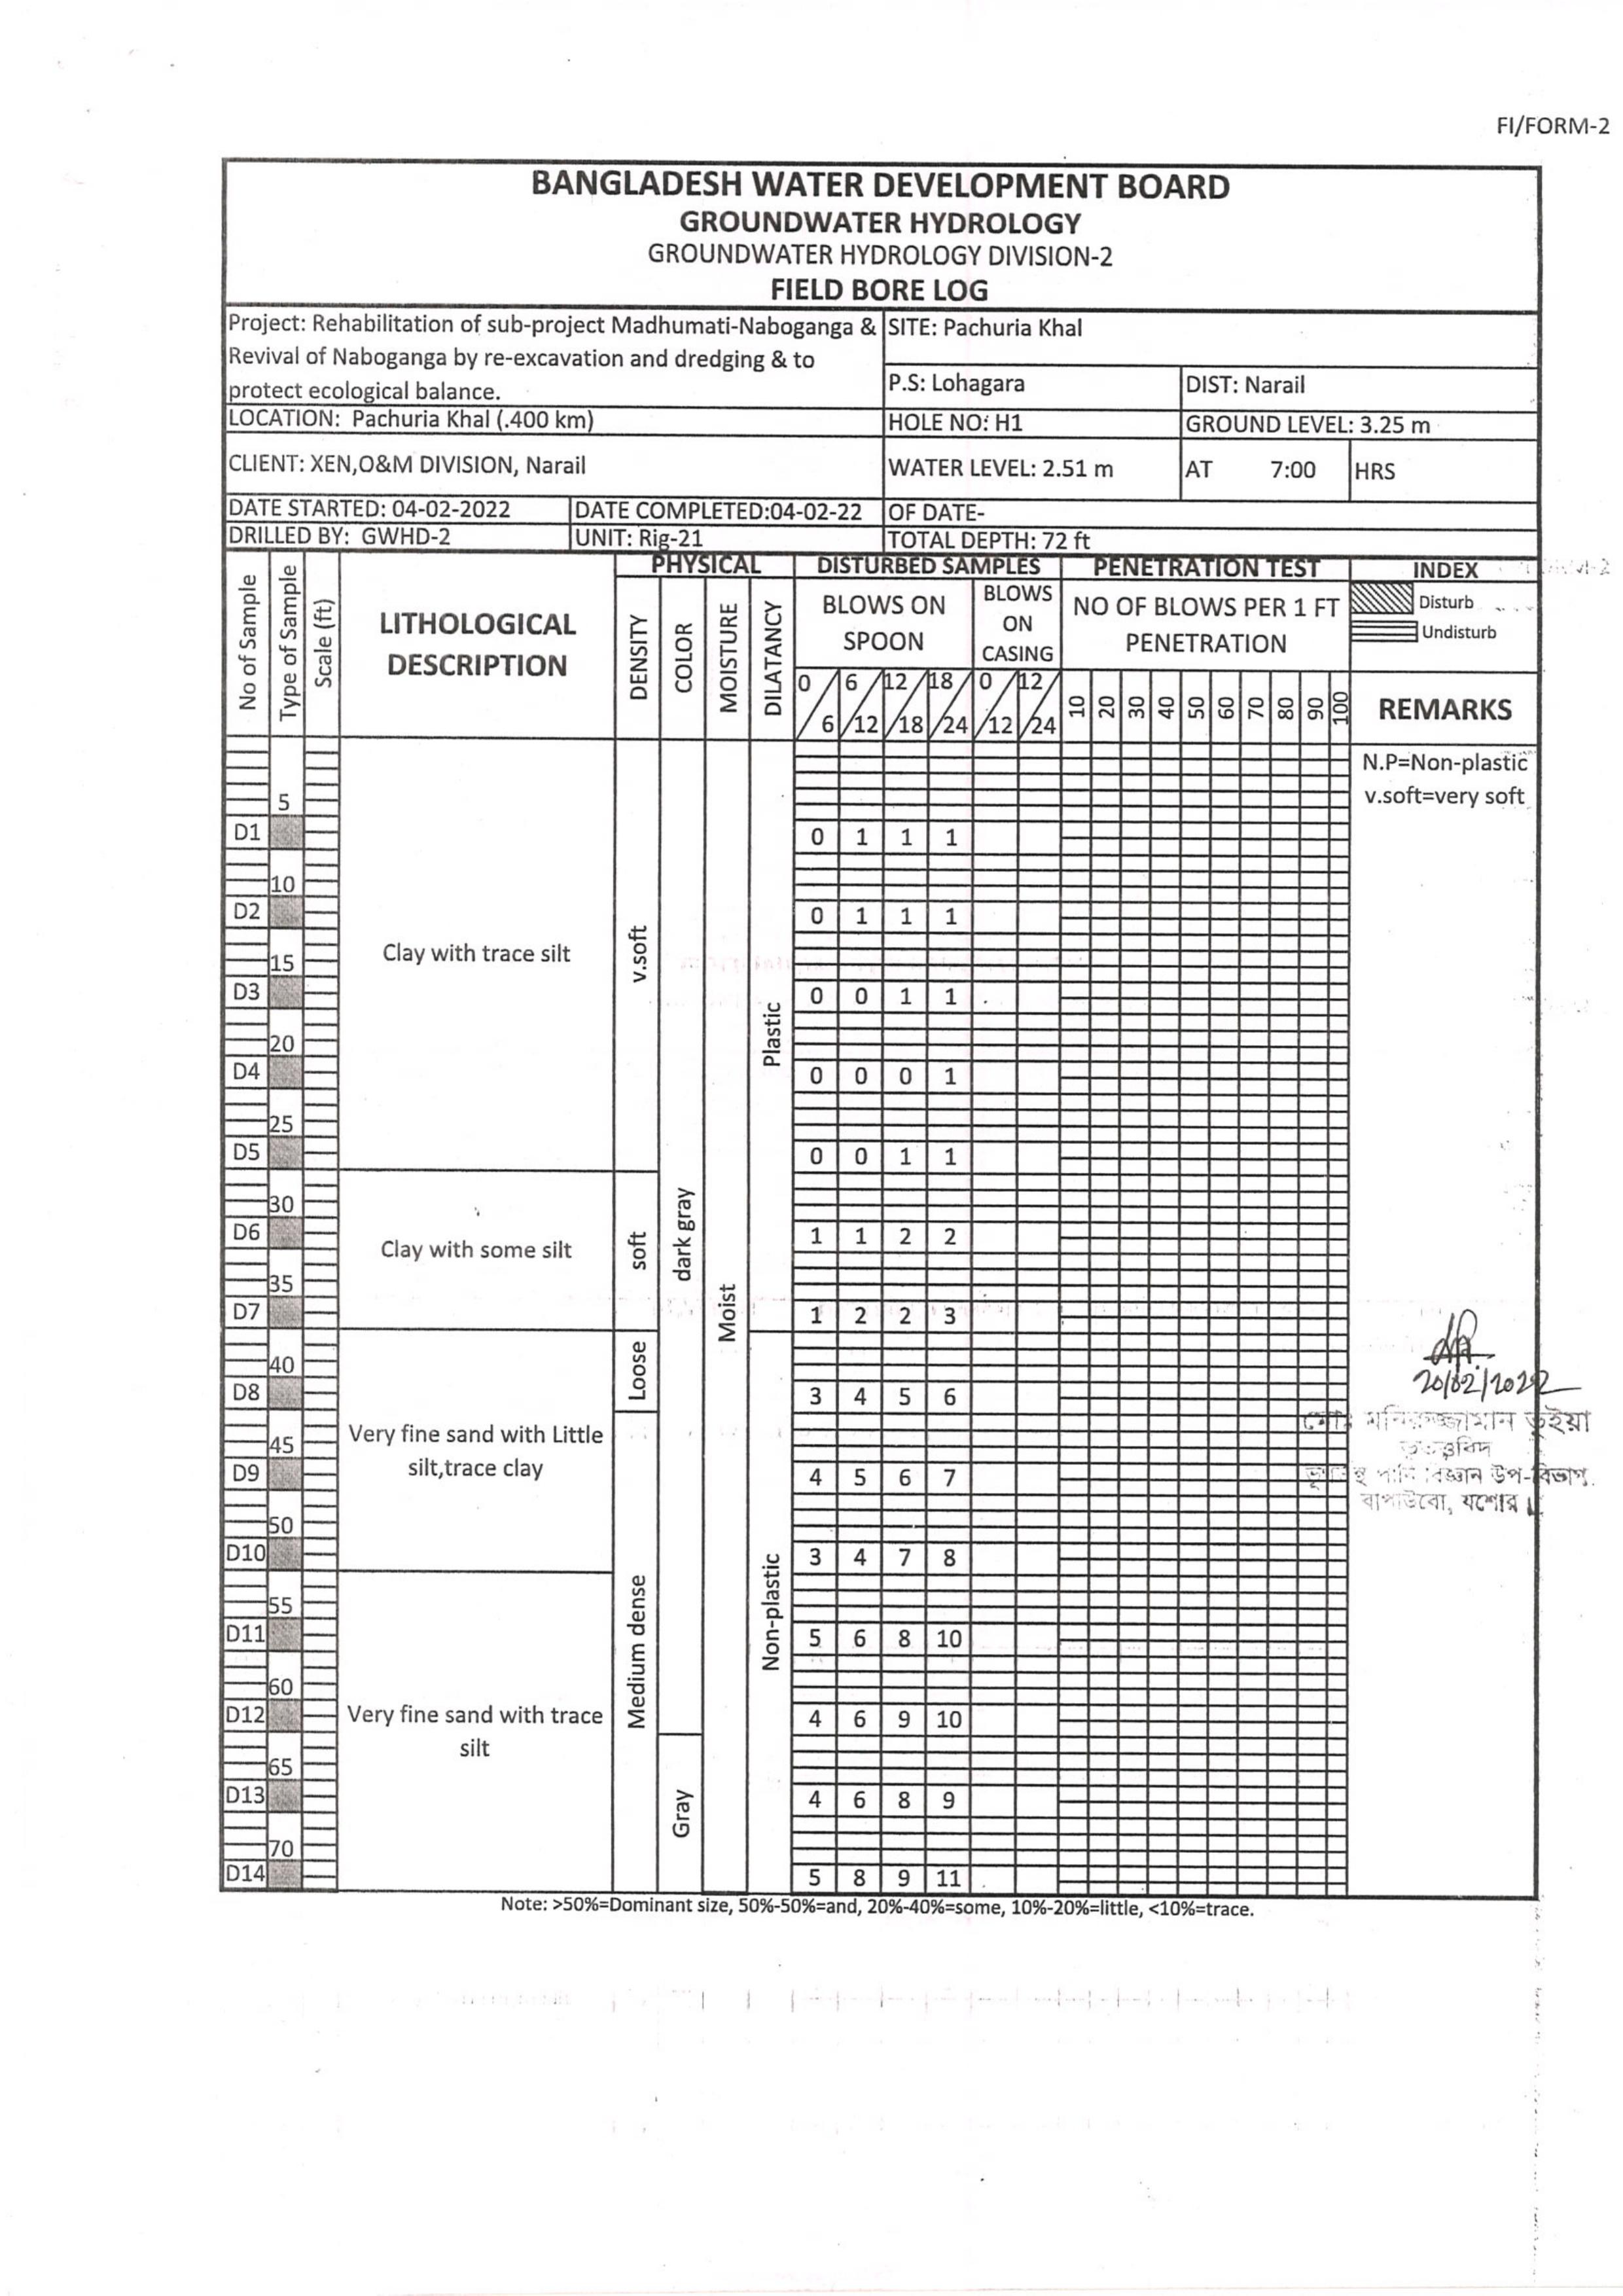 FI/FORM-2
BANGLADESH WATER DEVELOPMENT BOARD
GROUNDWATER HYDROLOGY
GROUNDWATER HYDROLOGY DIVISION-2
FIELD BORE LOG
Project: Rehabilitation of sub-project Madhumati-Naboganga &
Revival of Naboganga by re-excavation and dredging & to
protect ecological balance.
SITE: Pachuria Khal
P.S: Lohagara DIST: Narail
LOCATION: Pachuria Khal (.400 km) HOLE NO: H1 GROUND LEVEL: 3.25 m
CLIENT: XEN,O&M DIVISION, Narail WATER LEVEL: 2.51 m AT 7:00 HRS
DATE STARTED: 04-02-2022 DATE COMPLETED:04-02-22 OF DATE-
DRILLED BY: GWHD-2 UNIT: Rig-21 TOTAL DEPTH: 72 ft
No of Sample
Type of Sample
Scale (ft)
LITHOLOGICAL
DESCRIPTION
PHYSICAL
DENSITY
COLOR
MOISTURE
DILATANCY
DISTURBED SAMPLES
BLOWS ON
SPOON
BLOWS
ON
CASING
0 6 12 18 0 12
6 12 18 24 12 24
PENETRATION TEST
NO OF BLOWS PER 1 FT
PENETRATION
10 20 30 40 50 60 70 80 90 100
INDEX
Disturb
Undisturb
REMARKS
N.P=Non-plastic
v.soft=very soft
5
D1 0 1 1 1
10
D2 0 1 1 1
Clay with trace silt
v.soft
15
D3 0 0 1 1
Plastic
20
D4 0 0 0 1
25
D5 0 0 1 1
30
D6 1 1 2 2
Clay with some silt
soft
dark gray
35
D7 1 2 2 3
Moist
Loose
40
D8 3 4 5 6
20/02/2022
মোঃ মনিরুজ্জামান ভূইয়া
Very fine sand with Little
silt,trace clay
45
D9 4 5 6 7
উপ-বিভাগ
বাপাউবো, যশোর।
50
D10 3 4 7 8
55
D11 5 6 8 10
Medium dense
Non-plastic
60
D12 4 6 9 10
Very fine sand with trace
silt
65
D13 4 6 8 9
Gray
70
D14 5 8 9 11
Note: >50%=Dominant size, 50%-50%=and, 20%-40%=some, 10%-20%=little, <10%=trace.